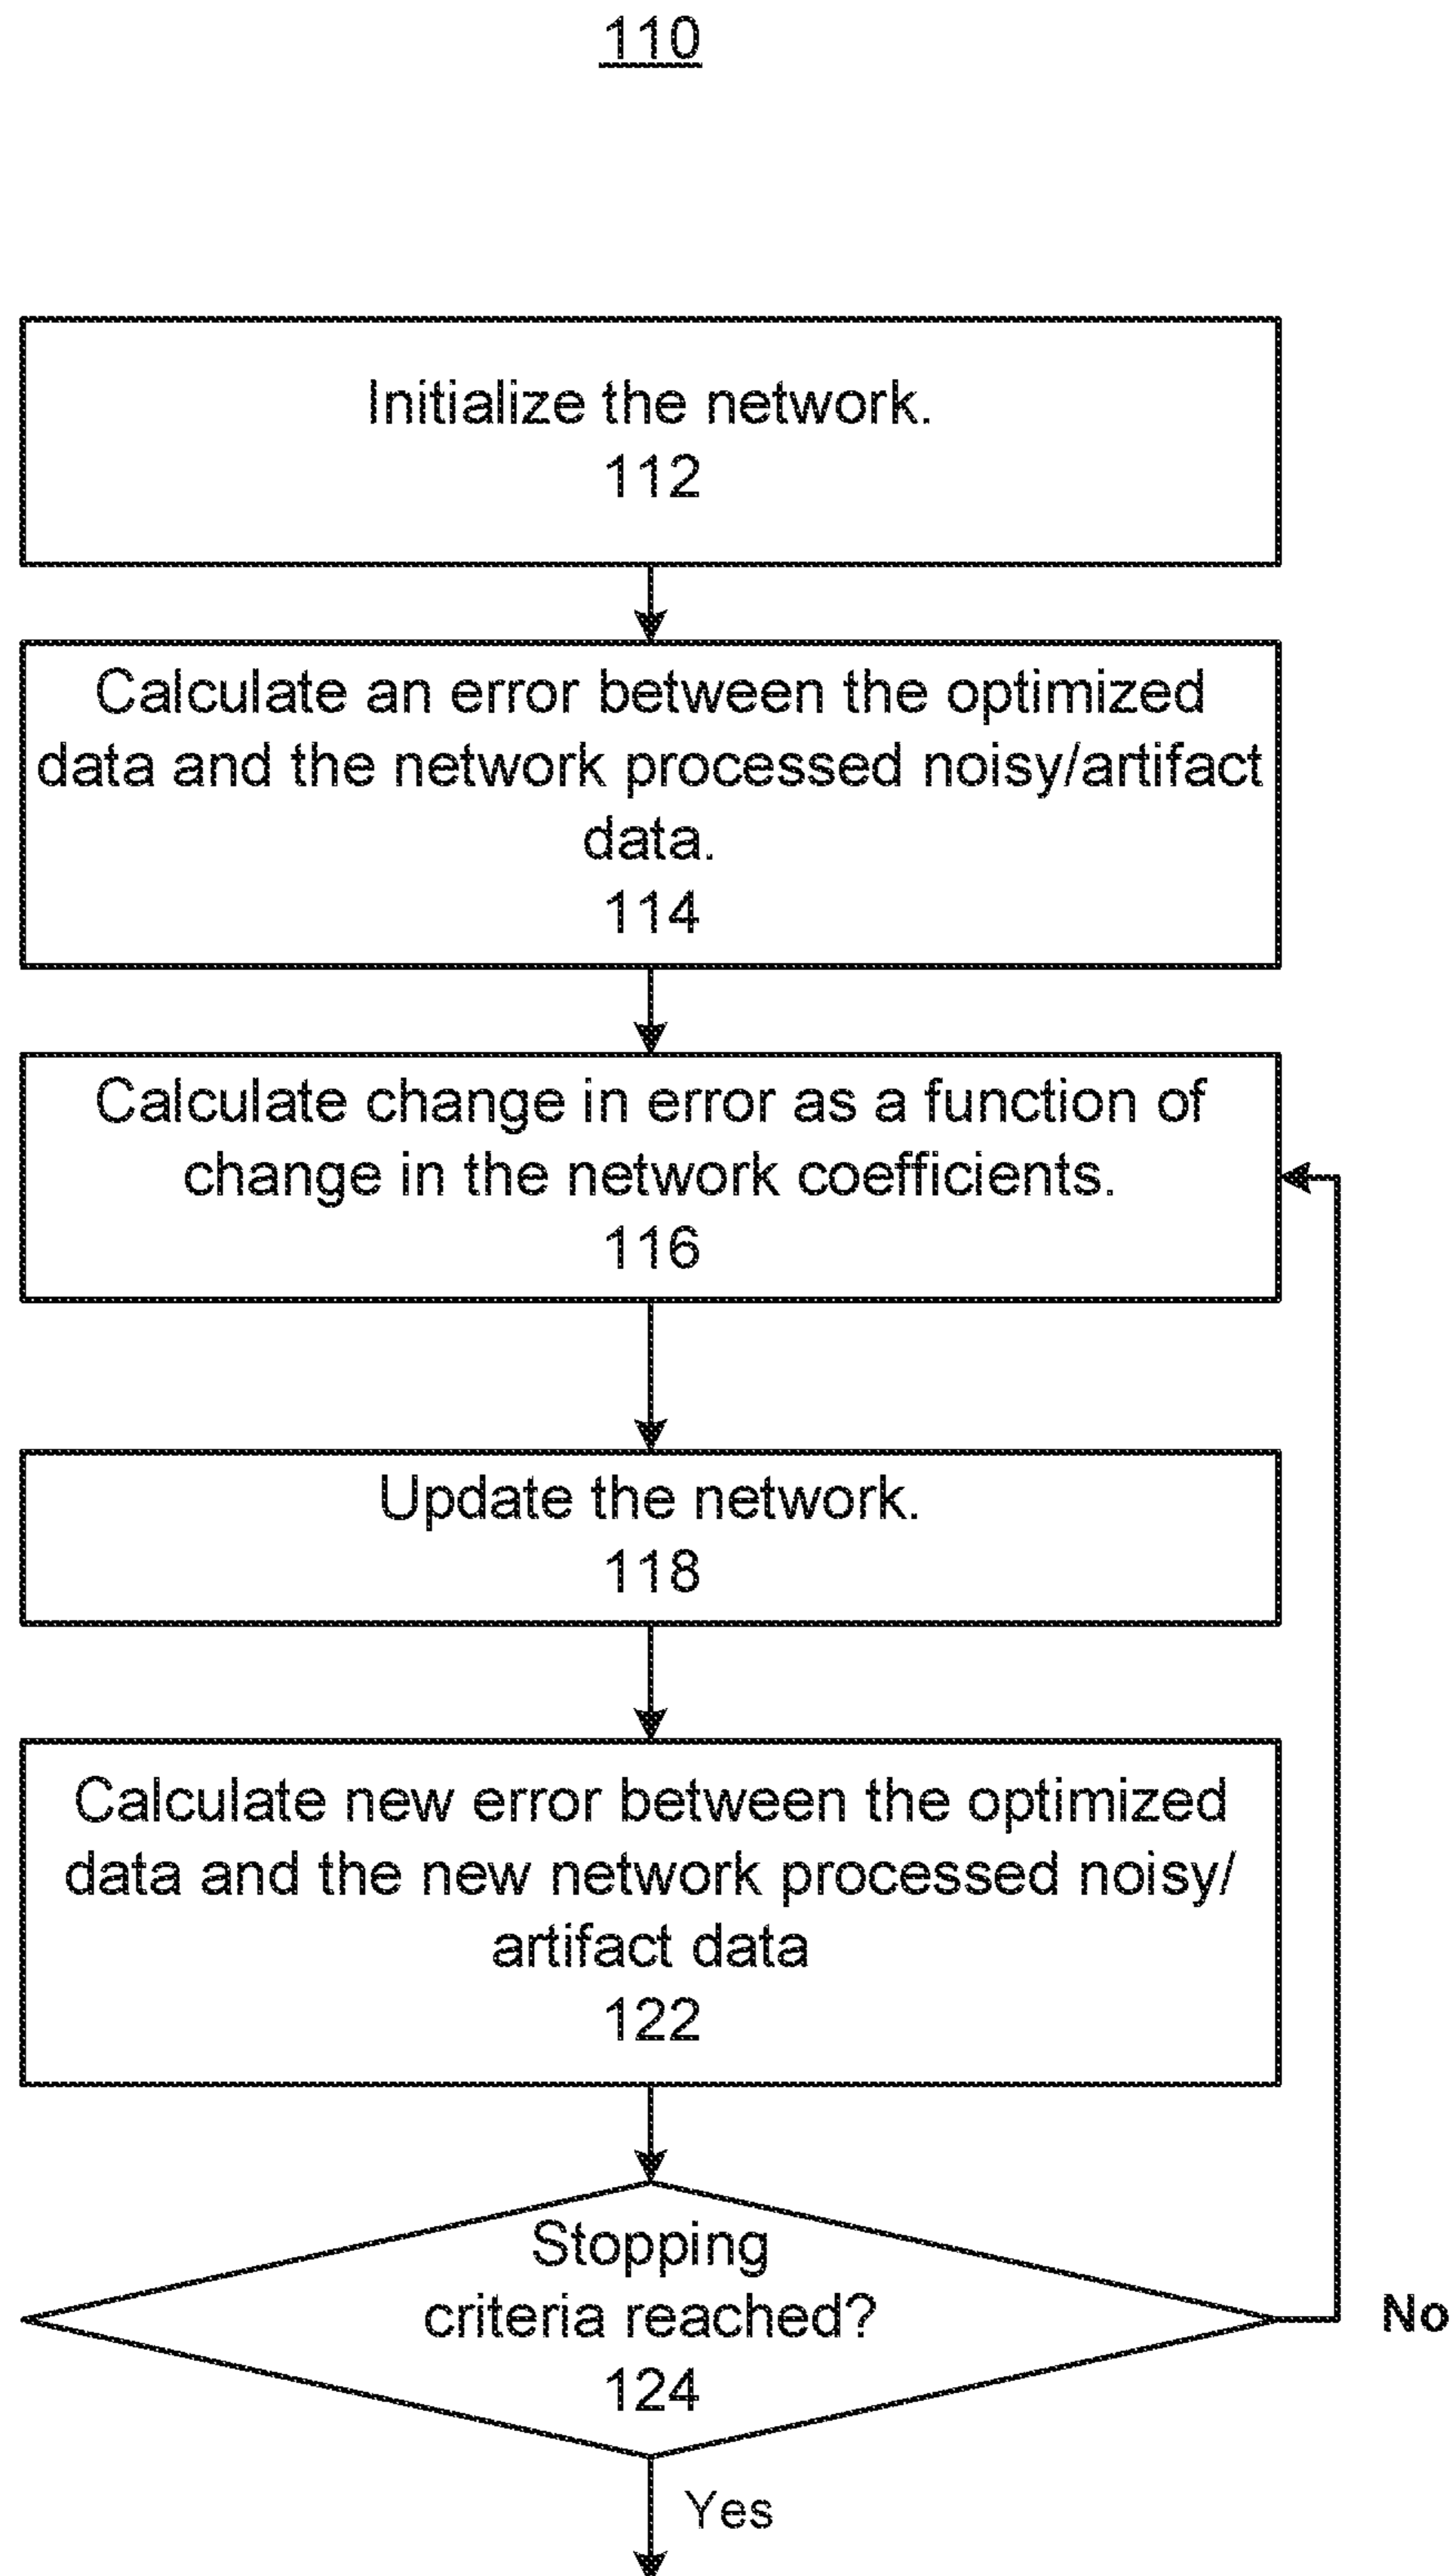 110
Initialize the network.
112
Calculate an error between the optimized
data and the network processed noisy/artifact
data.
114
Calculate change in error as a function of
change in the network coefficients.
116
Update the network.
118
Calculate new error between the optimized
data and the new network processed noisy/
artifact data
122
Stopping
criteria reached?
124
No
Yes